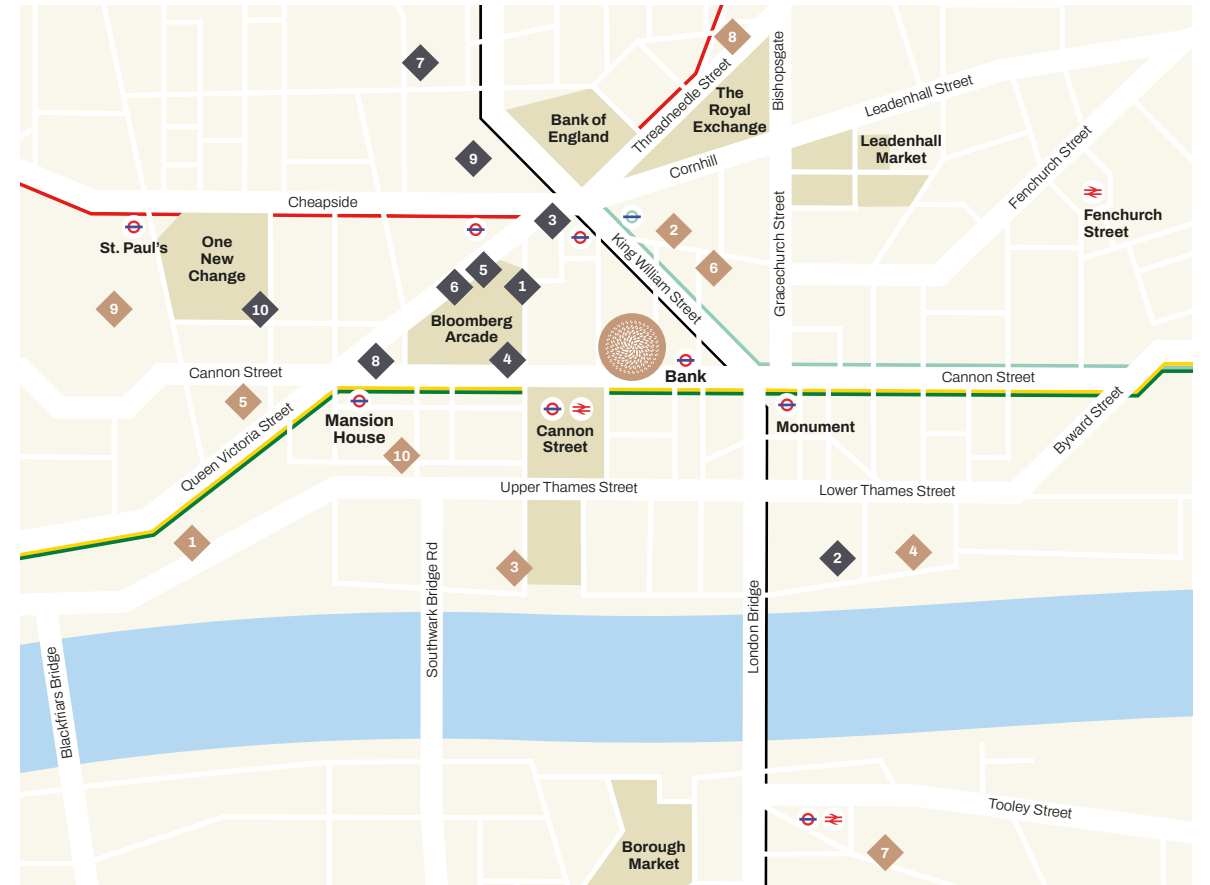 8
7
Bishopsgate
Threadneedle Street
The
Royal
Exchange
Leadenhall Street
Bank of
England
Leadenhall
Market
9
Cornhill
Fenchurch Street
Cheapside
3
Fenchurch
Street
St. Paul's
One
New
Change
2
King William Street
Gracechurch Street
5
6
6
1
9
10
Bloomberg
Arcade
8
4
Cannon Street
Bank
Cannon Street
5
Queen Victoria Street
Mansion
House
Cannon
Street
Monument
Byward Street
10
Upper Thames Street
Lower Thames Street
1
3
2
4
Southwark Bridge Rd
London Bridge
Blackfriars Bridge
Tooley Street
7
Borough
Market